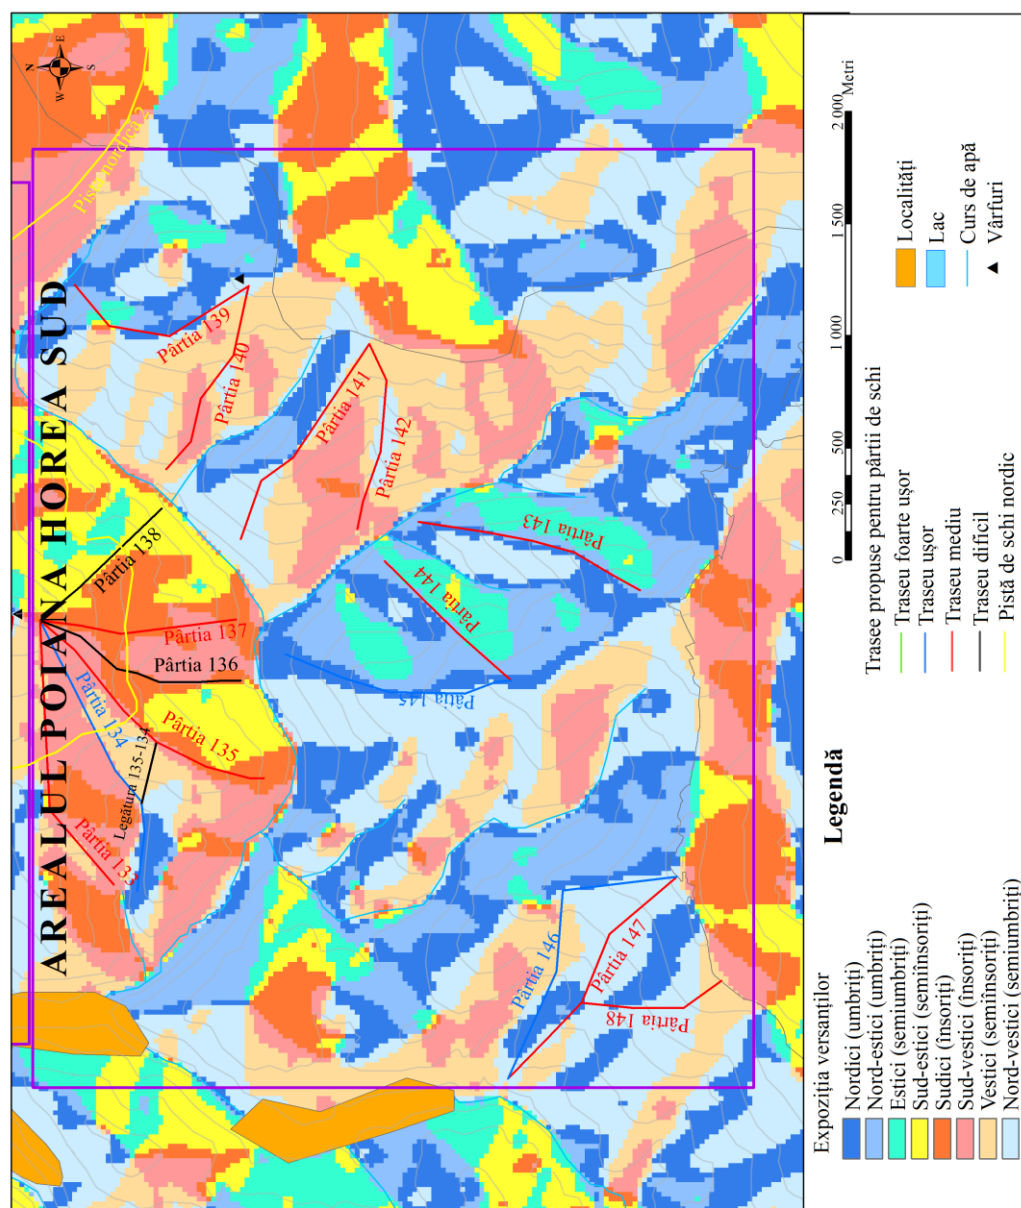 AREALUL POIANA HOREA SUD
N
E
S
W
Pista nordica 2
Pârtia 133
Pârtia 134
Legătura 135-134
Pârtia 135
Pârtia 136
Pârtia 137
Pârtia 138
Pârtia 139
Pârtia 140
Pârtia 141
Pârtia 142
Pârtia 143
Pârtia 144
Pâtia 145
Pârtia 146
Pârtia 147
Pârtia 148
Legendă
Expoziția versanților
Nordici (umbriți)
Nord-estici (umbriți)
Estici (semiumbriți)
Sud-estici (semiînsoriți)
Sudici (însoriți)
Sud-vestici (însoriți)
Vestici (semiînsoriți)
Nord-vestici (semiumbriți)
Trasee propuse pentru pârtii de schi
Traseu foarte ușor
Traseu ușor
Traseu mediu
Traseu dificil
Pistă de schi nordic
Localități
Lac
Curs de apă
Vârfuri
0 250 500 1 000 1 500 2 000
Metri